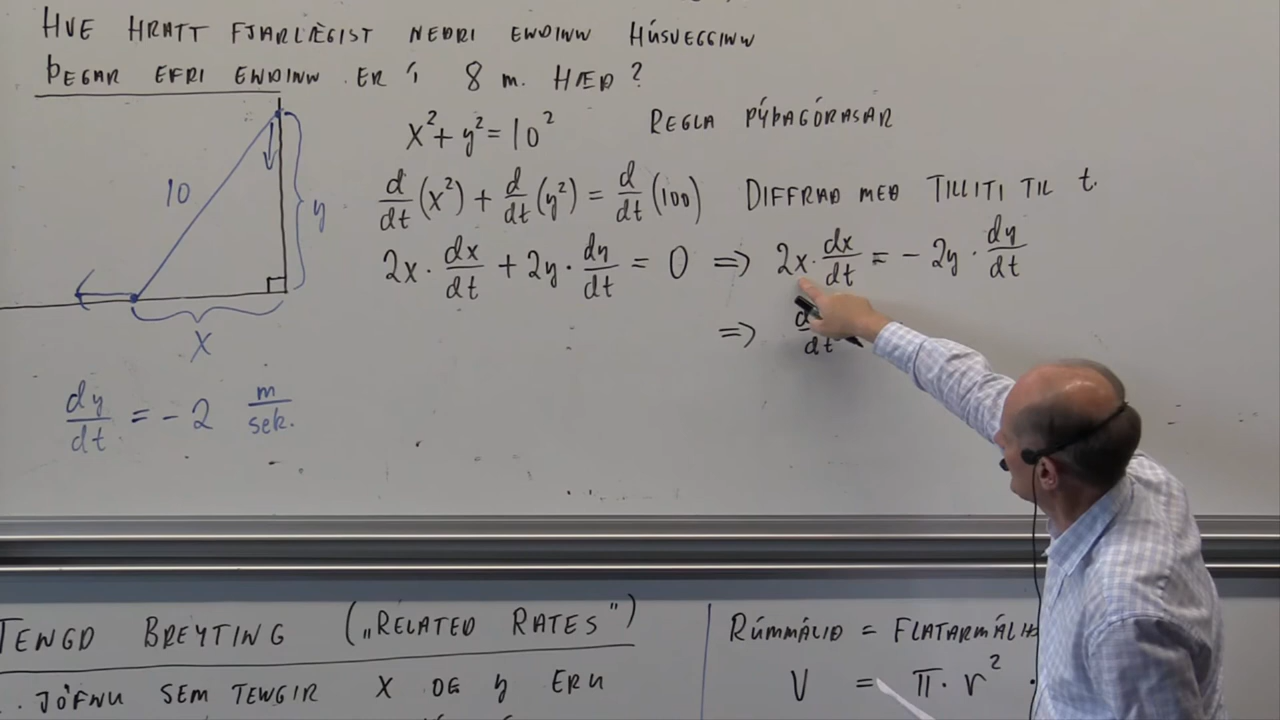 HVE HRATT FJARLÆGIST NEÐRI ENDINN HÚSVEGGINN
ÞEGAR EFRI ENDINN ER Í 8 m. HÆÐ?
x² + y² = 10² REGLA PÝÞAGÓRASAR
d/dt (x²) + d/dt (y²) = d/dt (100) DIFFRAÐ MEÐ TILLITI TIL t.
2x · dx/dt + 2y · dy/dt = 0 => 2x · dx/dt = - 2y · dy/dt
=>
10
y
x
dy/dt = - 2 m/sek.
TENGD BREYTING („RELATED RATES")
JÖFNU SEM TENGIR X OG y ERU
RÚMMÁLIÐ =
V = π · r² ·